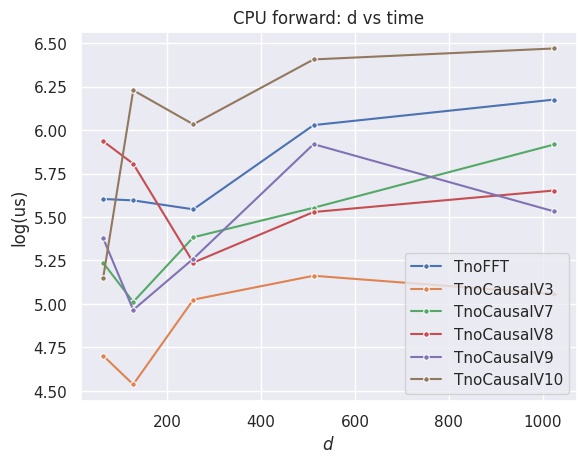 CPU forward: d vs time
log(us)
6.50
6.25
6.00
5.75
5.50
5.25
5.00
4.75
4.50
200
400
600
800
1000
d
TnoFFT
TnoCausalV3
TnoCausalV7
TnoCausalV8
TnoCausalV9
TnoCausalV10